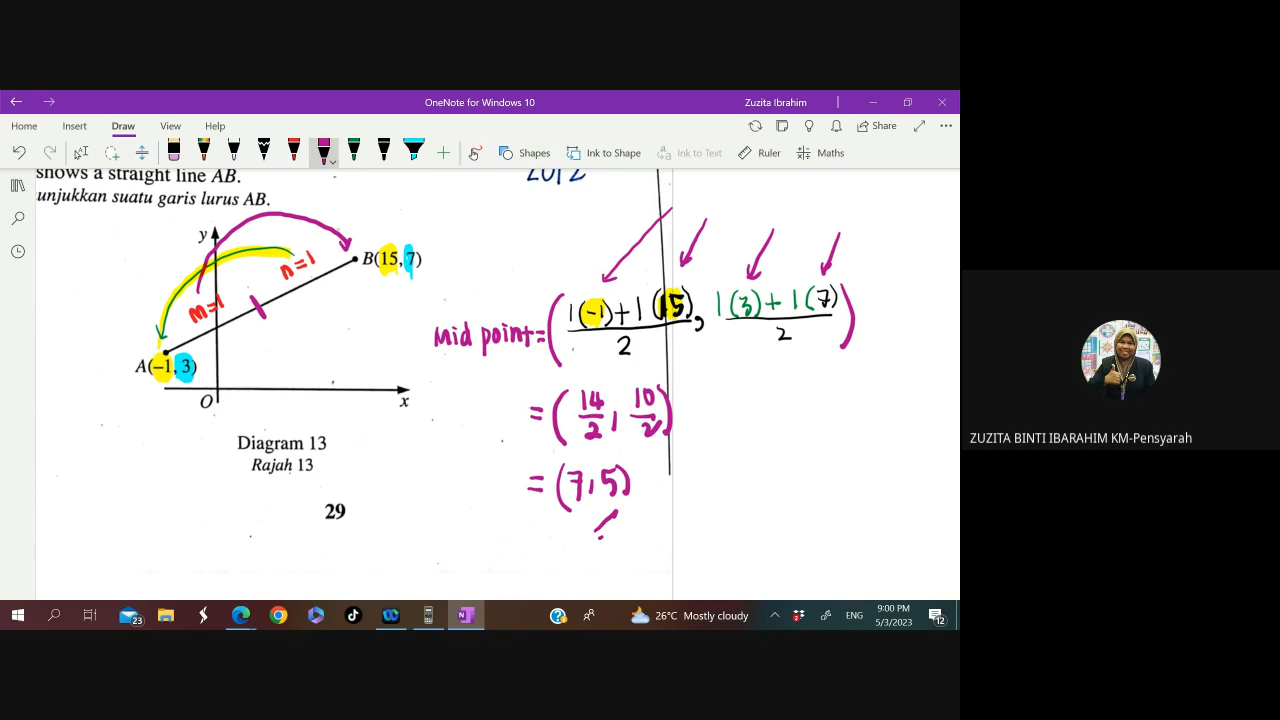 OneNote for Windows 10
Zuzita Ibrahim
Home Insert Draw View Help
Share
Shapes Ink to Shape Ink to Text Ruler Maths
shows a straight line AB.
unjukkan suatu garis lurus AB.
2012
y
B(15, 7)
n=1
m=1
A(−1, 3)
O
x
Diagram 13
Rajah 13
29
Mid point = ( 1(-1)+1(15) / 2 , 1(3)+1(7) / 2 )
= ( 14/2 , 10/2 )
= (7,5)
ZUZITA BINTI IBARAHIM KM-Pensyarah
23
26°C Mostly cloudy
ENG
9:00 PM
5/3/2023
12